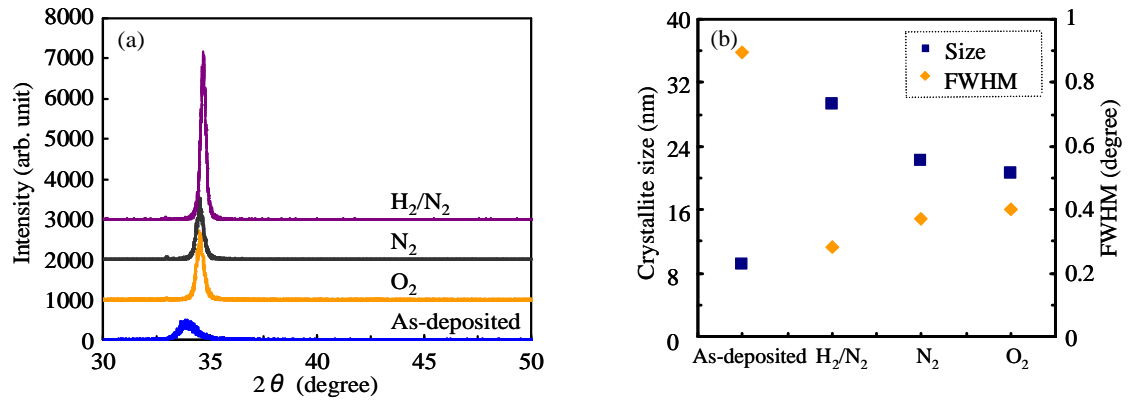 (a)
8000
7000
6000
5000
4000
3000
2000
1000
0
Intensity (arb. unit)
H₂/N₂
N₂
O₂
As-deposited
30 35 40 45 50
2θ (degree)
(b)
40
32
24
16
8
0
Crystallite size (nm)
Size
FWHM
1
0.8
0.6
0.4
0.2
0
FWHM (degree)
As-deposited H₂/N₂ N₂ O₂